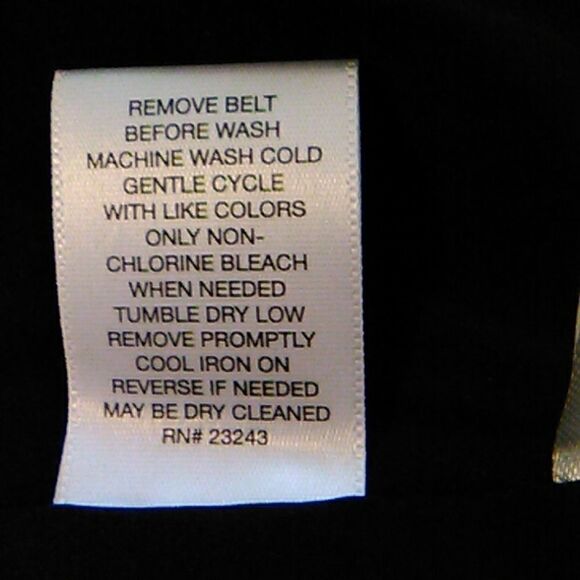 REMOVE BELT
BEFORE WASH
MACHINE WASH COLD
GENTLE CYCLE
WITH LIKE COLORS
ONLY NON-
CHLORINE BLEACH
WHEN NEEDED
TUMBLE DRY LOW
REMOVE PROMPTLY
COOL IRON ON
REVERSE IF NEEDED
MAY BE DRY CLEANED
RN# 23243